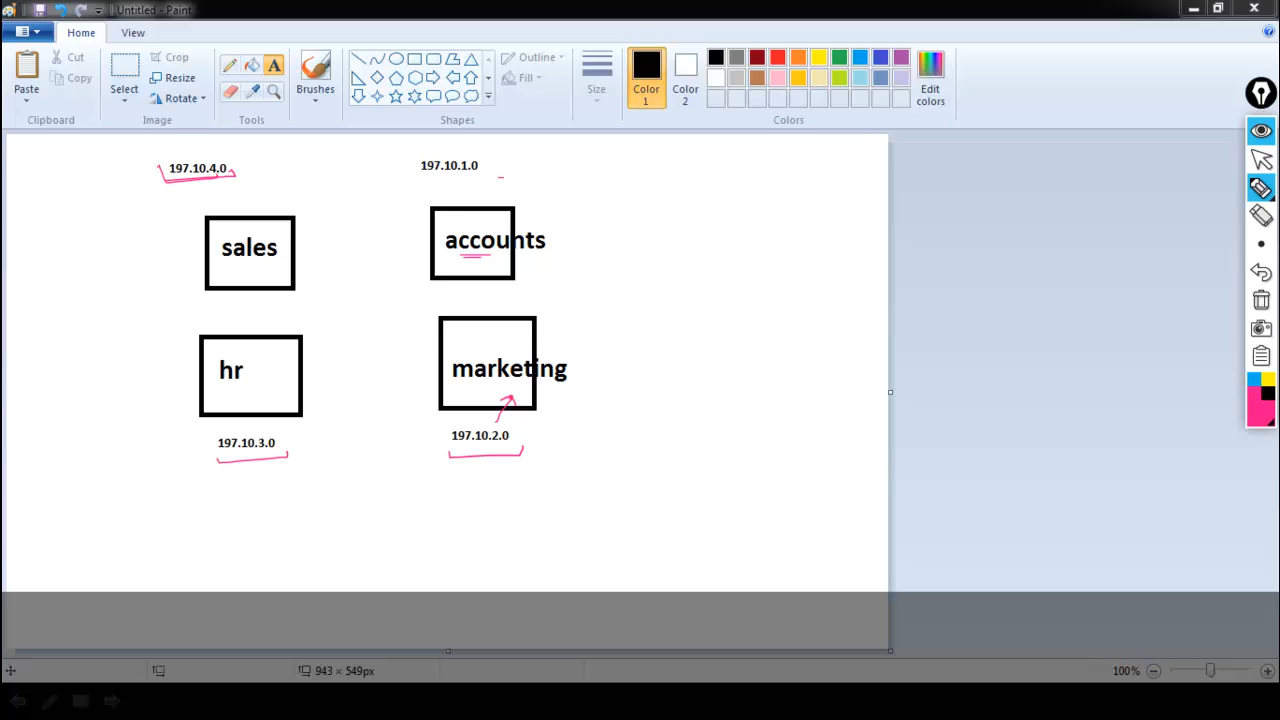 Untitled - Paint
Home View
Paste
Cut
Copy
Clipboard
Select
Crop
Resize
Rotate
Image
A
Tools
Brushes
Outline
Fill
Shapes
Size
Color 1
Color 2
Edit colors
Colors
197.10.4.0
197.10.1.0
sales
accounts
hr
marketing
197.10.3.0
197.10.2.0
943 × 549px
100%